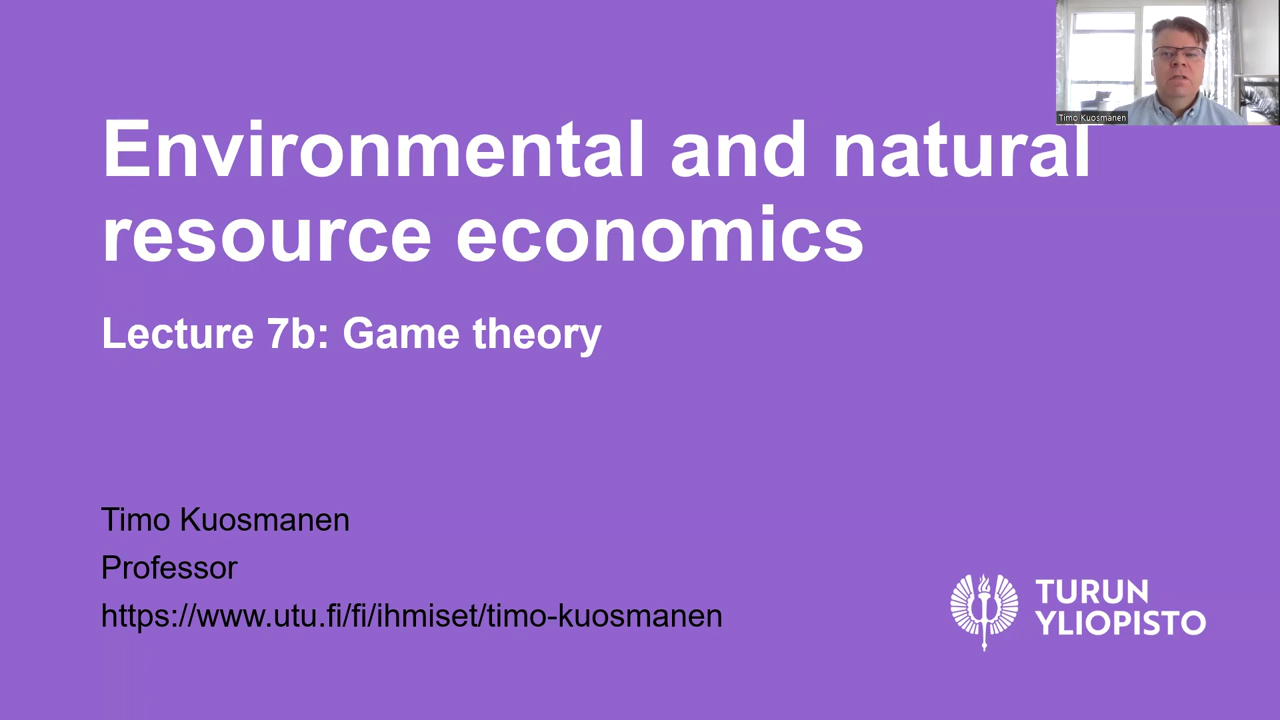 Timo Kuosmanen
Environmental and natural
resource economics
Lecture 7b: Game theory
Timo Kuosmanen
Professor
https://www.utu.fi/fi/ihmiset/timo-kuosmanen
TURUN
YLIOPISTO